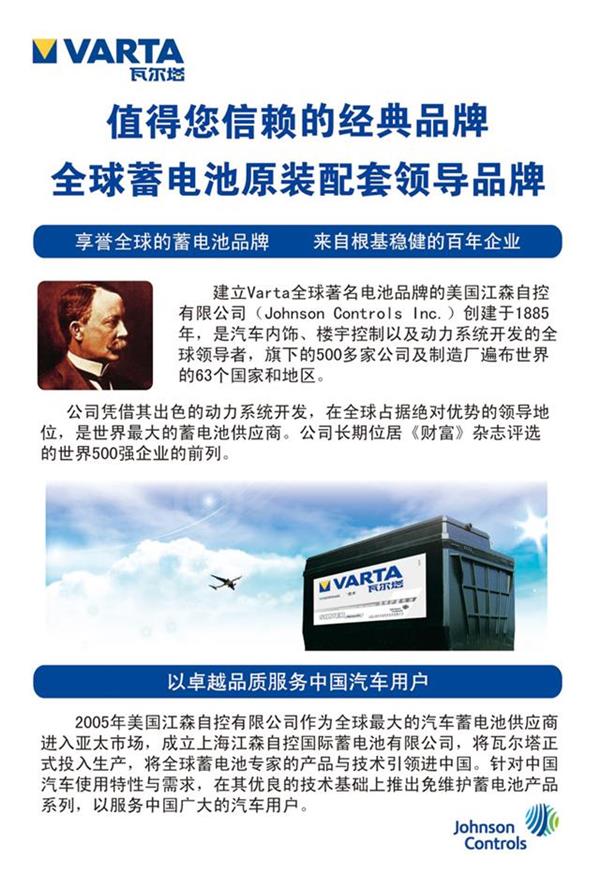 VARTA
瓦尔塔
值得您信赖的经典品牌
全球蓄电池原装配套领导品牌
享誉全球的蓄电池品牌 来自根基稳健的百年企业
建立Varta全球著名电池品牌的美国江森自控
有限公司（Johnson Controls Inc.）创建于1885
年，是汽车内饰、楼宇控制以及动力系统开发的全
球领导者，旗下的500多家公司及制造厂遍布世界
的63个国家和地区。
公司凭借其出色的动力系统开发，在全球占据绝对优势的领导地
位，是世界最大的蓄电池供应商。公司长期位居《财富》杂志评选
的世界500强企业的前列。
VARTA
瓦尔塔
以卓越品质服务中国汽车用户
2005年美国江森自控有限公司作为全球最大的汽车蓄电池供应商
进入亚太市场，成立上海江森自控国际蓄电池有限公司，将瓦尔塔正
式投入生产，将全球蓄电池专家的产品与技术引领进中国。针对中国
汽车使用特性与需求，在其优良的技术基础上推出免维护蓄电池产品
系列，以服务中国广大的汽车用户。
Johnson
Controls